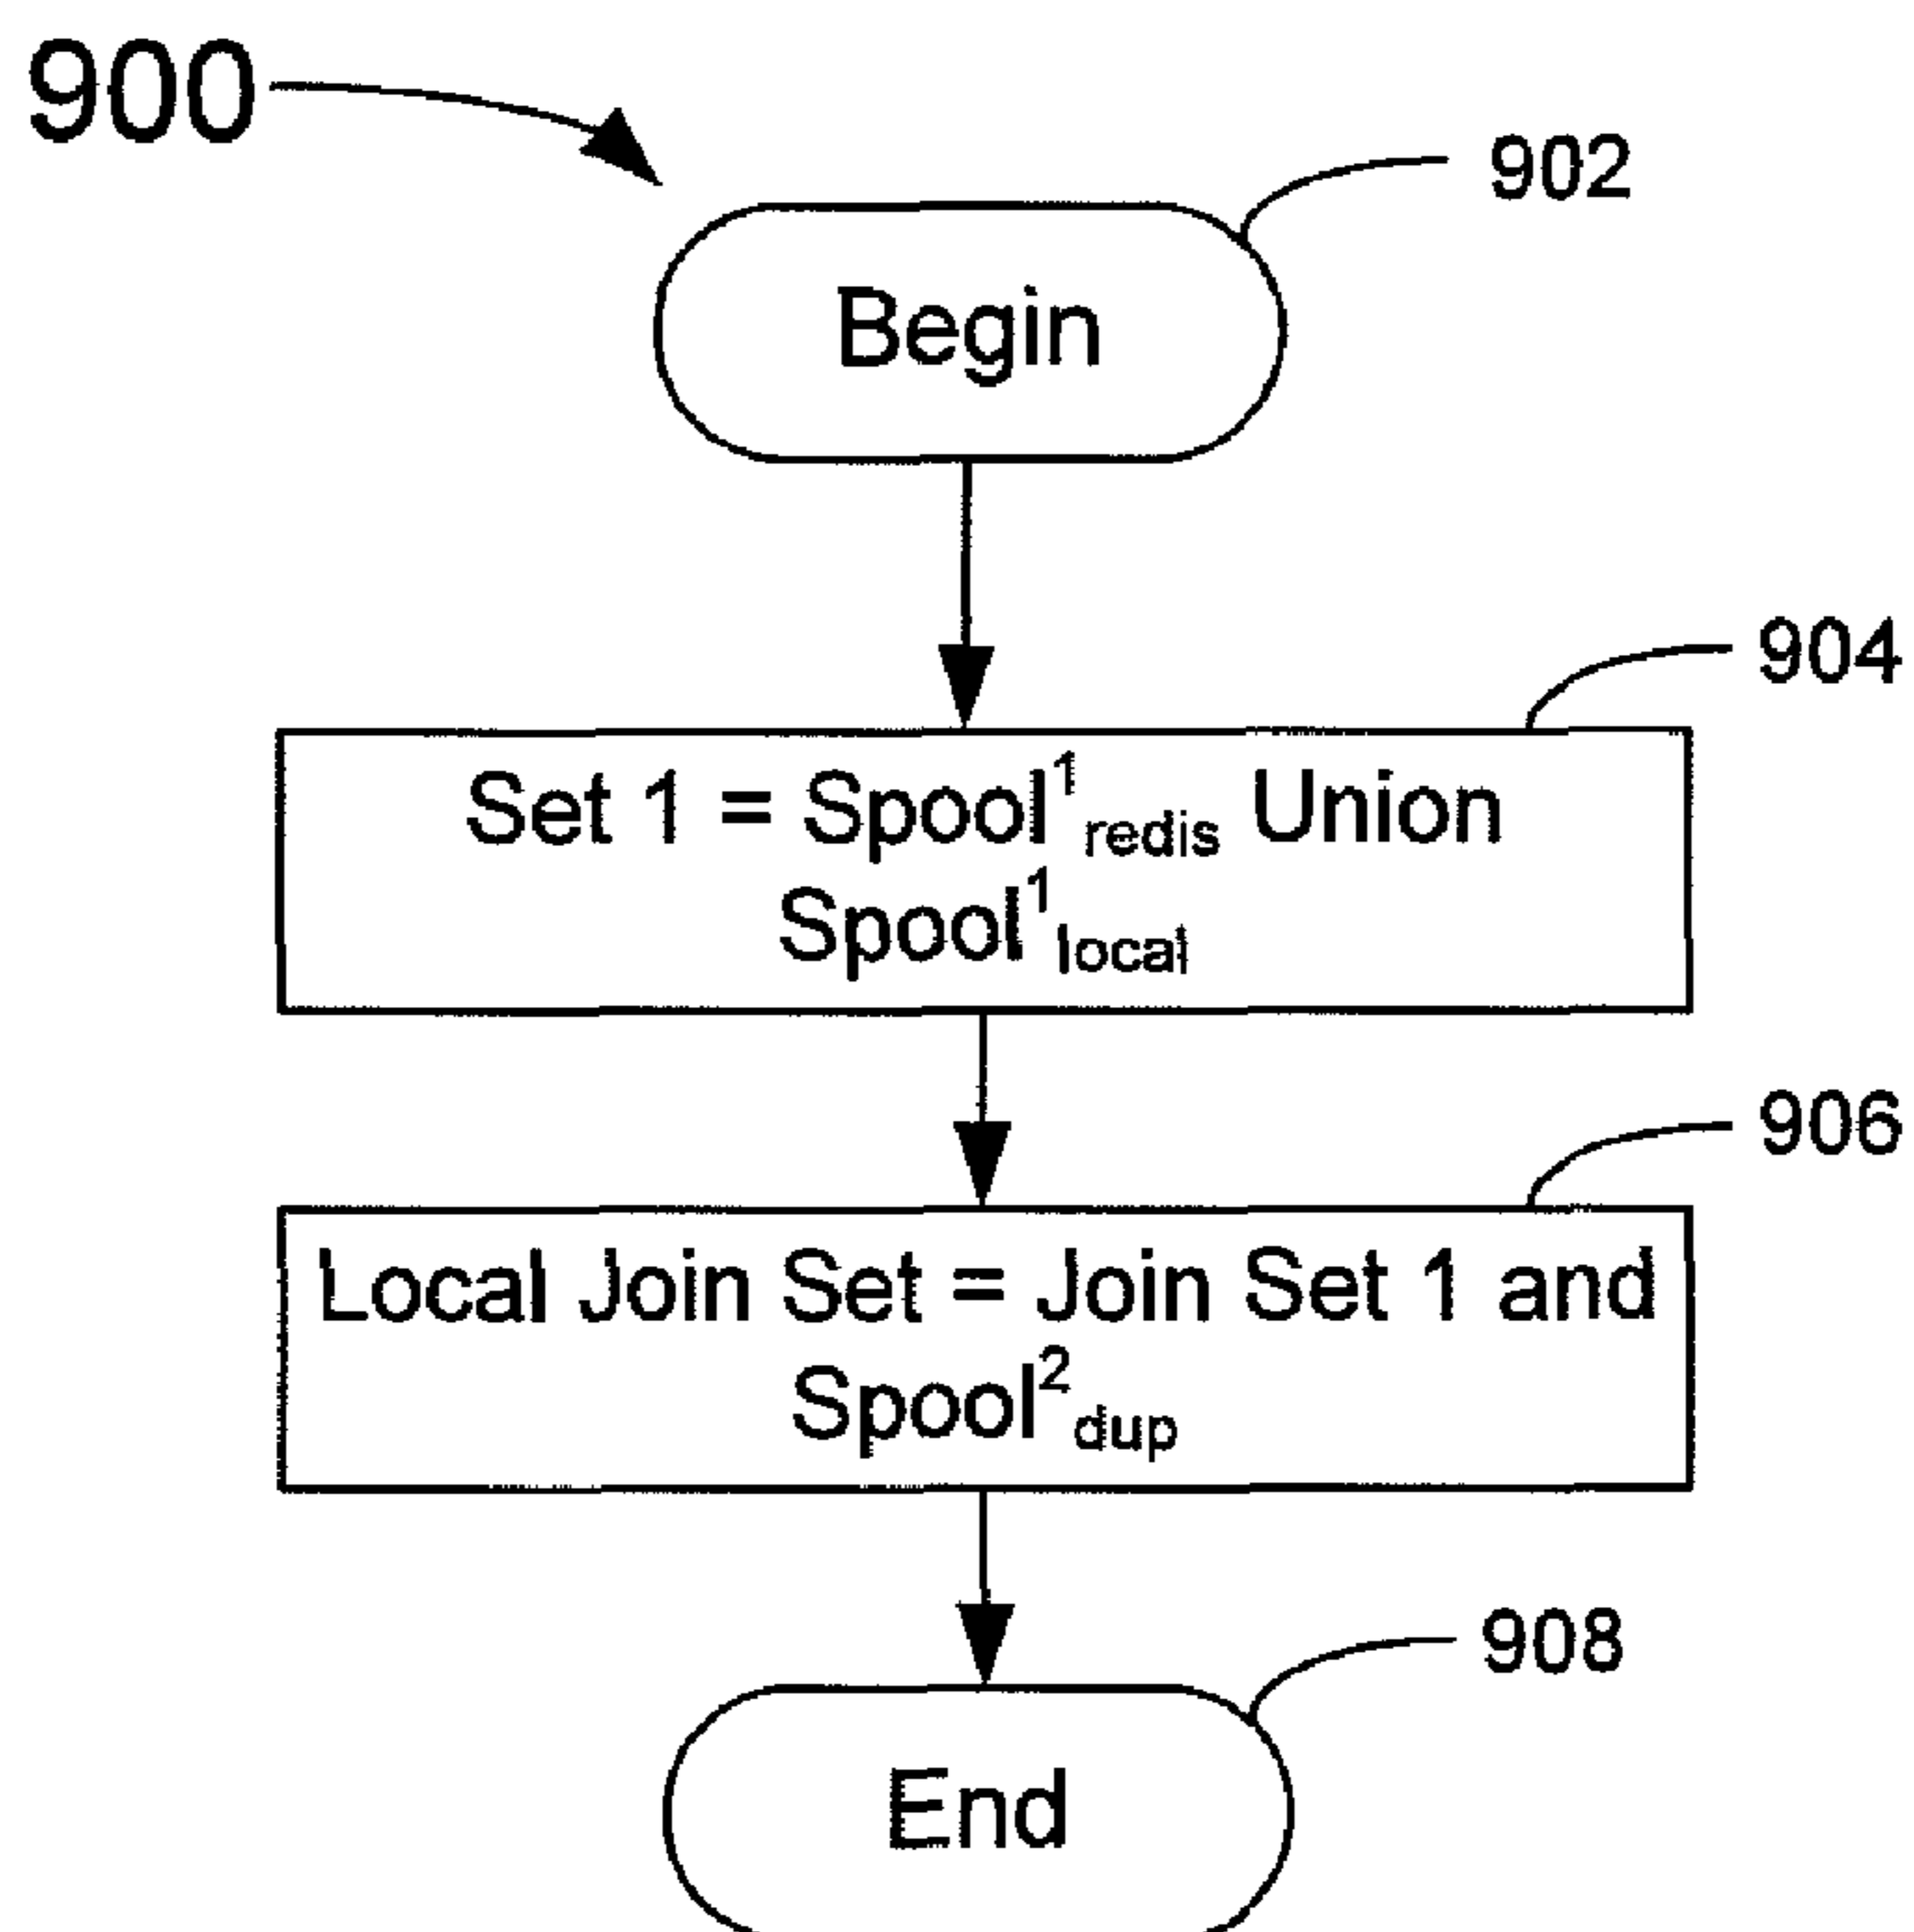 900
902
Begin
904
Set 1 = Spool¹redis Union
Spool¹local
906
Local Join Set = Join Set 1 and
Spool²dup
908
End